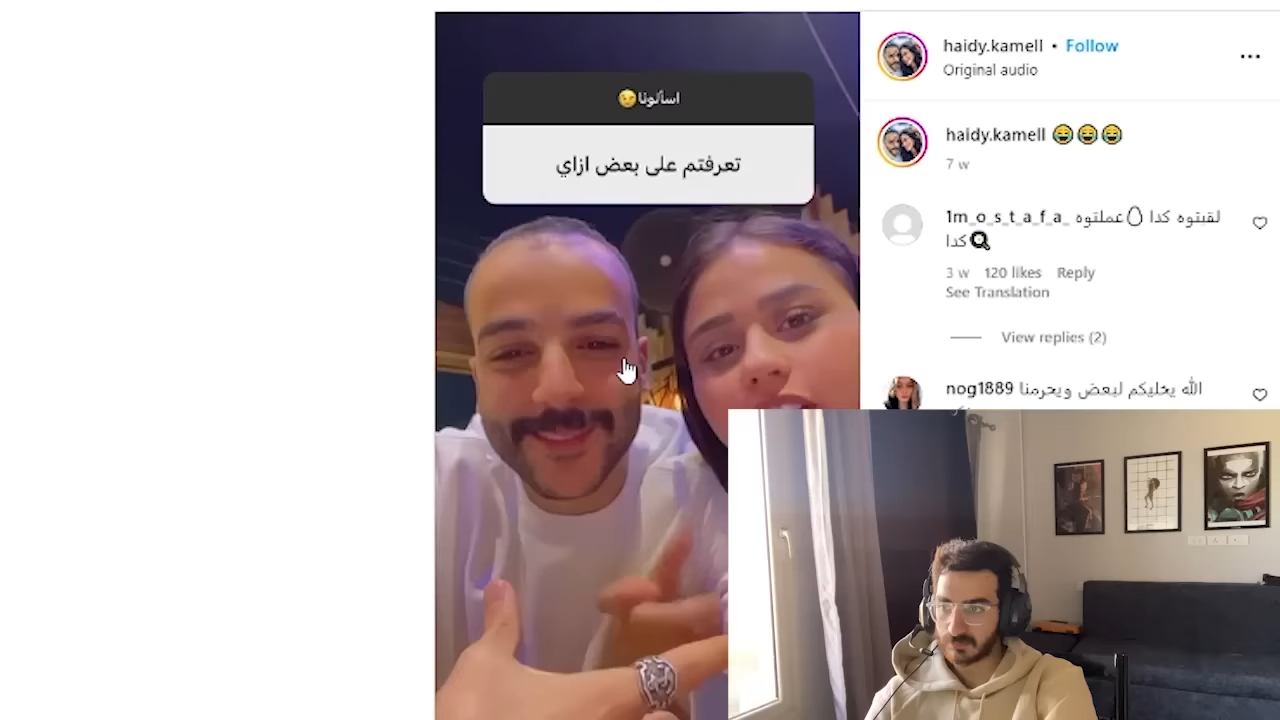 اسألونا😉
تعرفتم على بعض ازاي
haidy.kamell • Follow
Original audio
haidy.kamell 😂😂😂
7 w
1m_o_s_t_a_f_a_ لقيتوه كدا 🥚عملتوه
كدا🍳
3 w 120 likes Reply
See Translation
View replies (2)
nog1889 الله يخليكم لبعض ويحرمنا